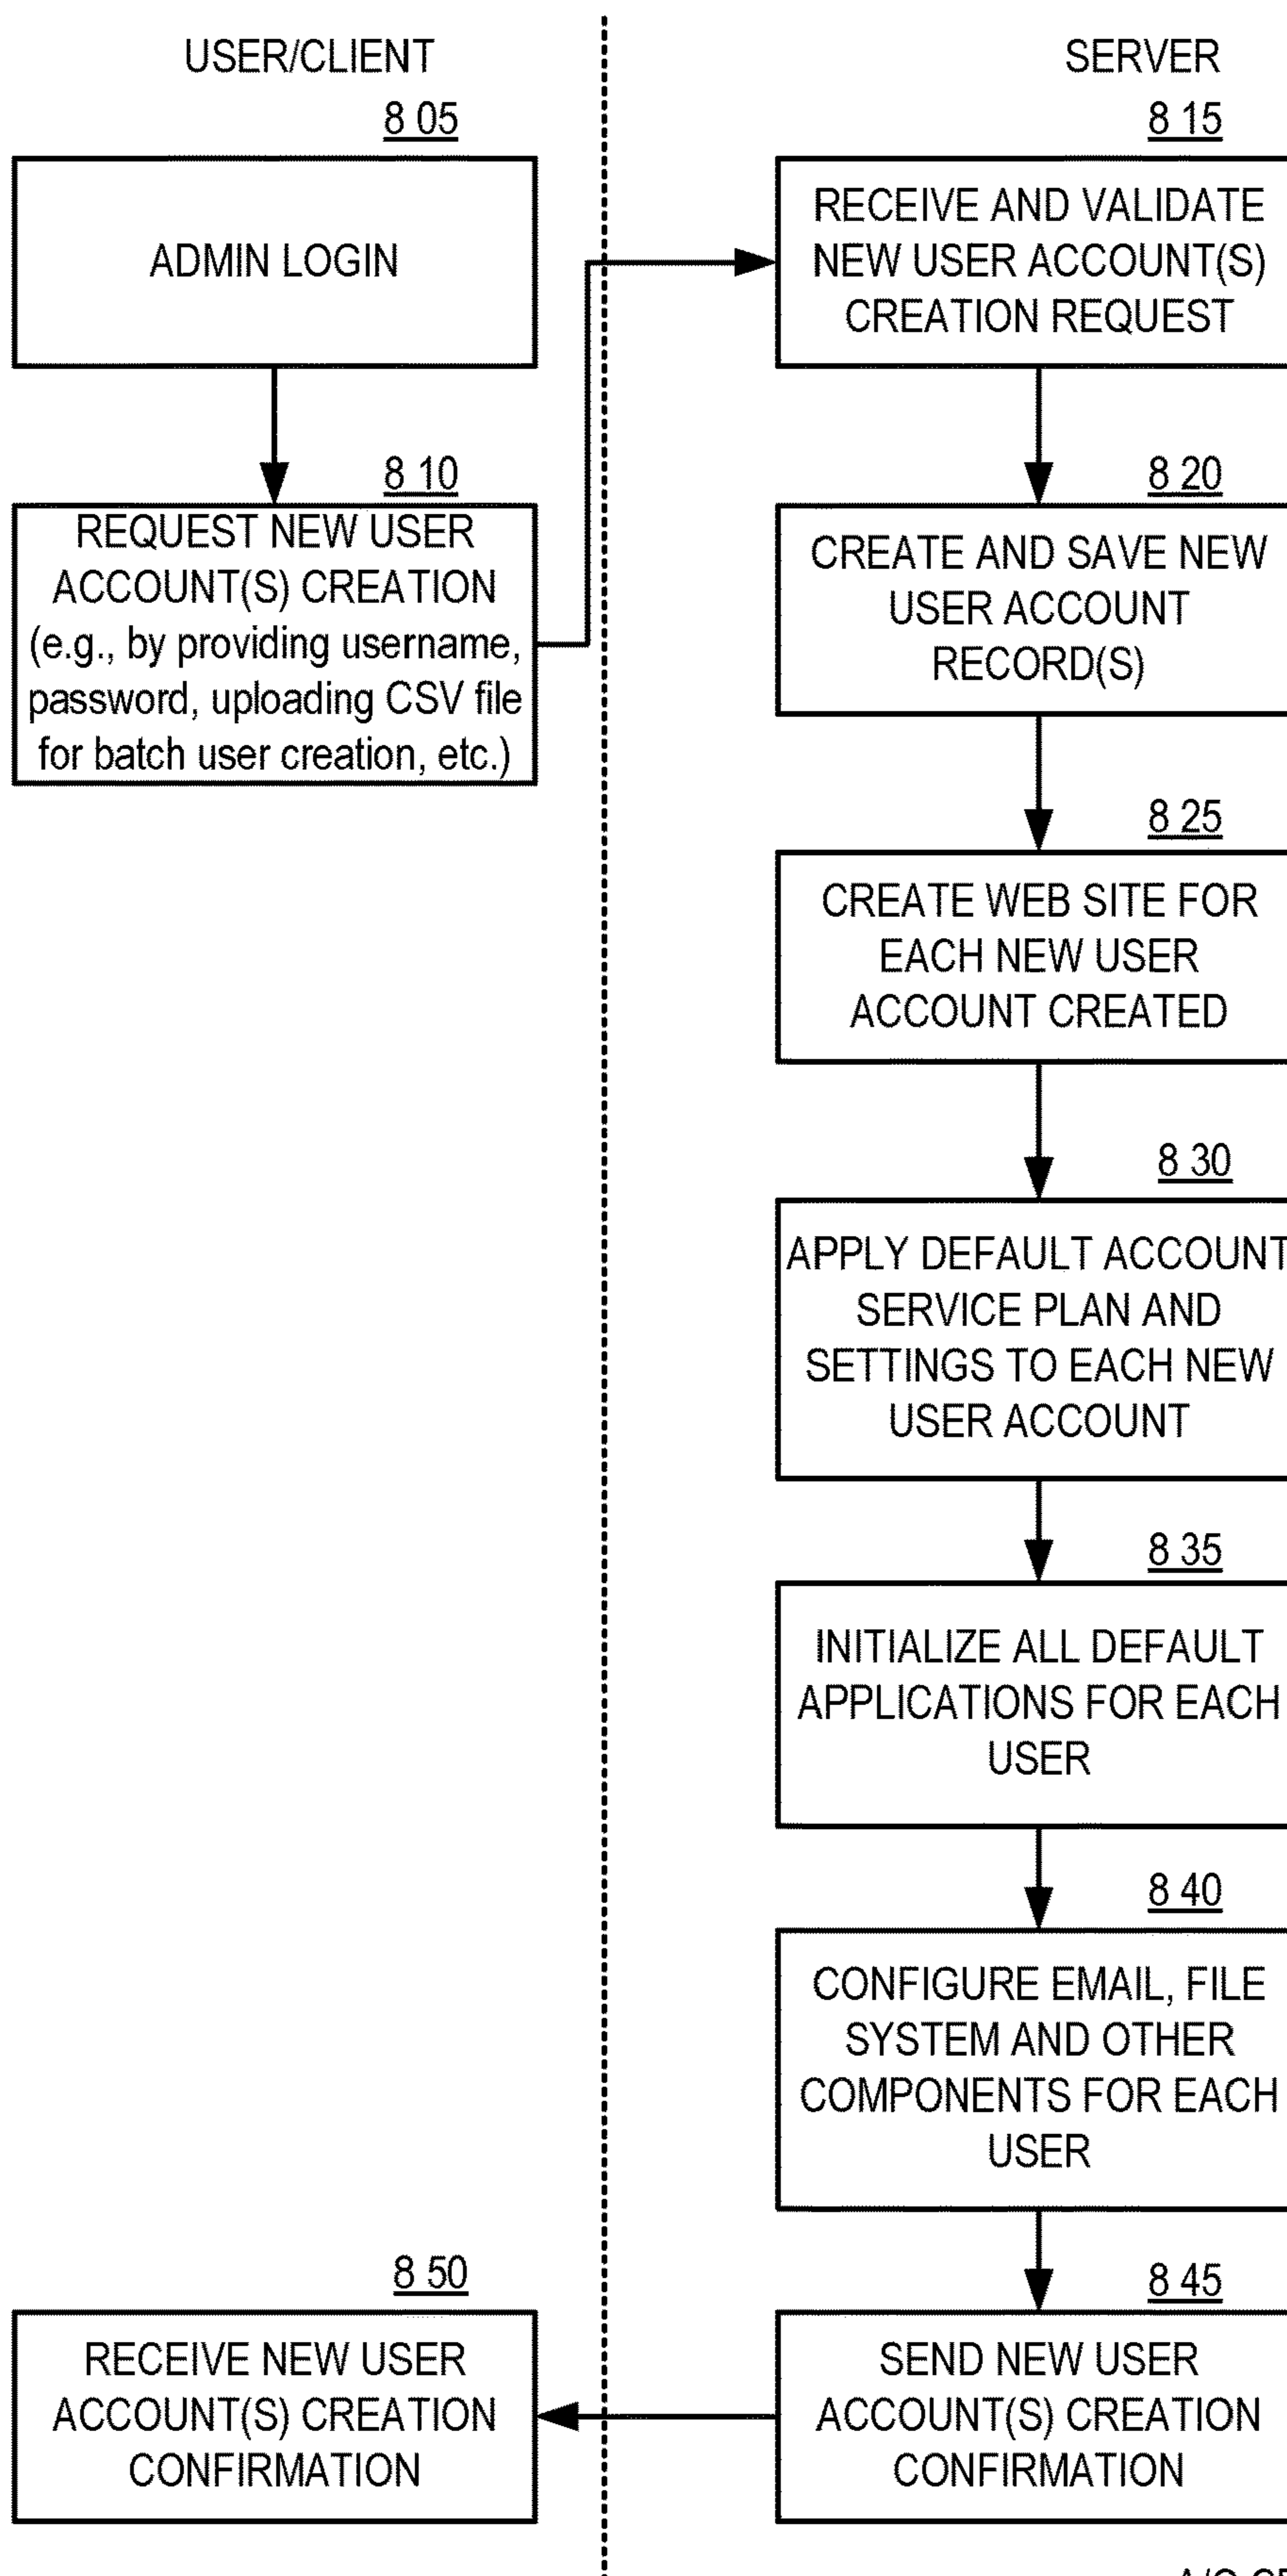 USER/CLIENT
SERVER
8 05
8 15
ADMIN LOGIN
RECEIVE AND VALIDATE
NEW USER ACCOUNT(S)
CREATION REQUEST
8 10
REQUEST NEW USER
ACCOUNT(S) CREATION
(e.g., by providing username,
password, uploading CSV file
for batch user creation, etc.)
8 20
CREATE AND SAVE NEW
USER ACCOUNT
RECORD(S)
8 25
CREATE WEB SITE FOR
EACH NEW USER
ACCOUNT CREATED
8 30
APPLY DEFAULT ACCOUNT
SERVICE PLAN AND
SETTINGS TO EACH NEW
USER ACCOUNT
8 35
INITIALIZE ALL DEFAULT
APPLICATIONS FOR EACH
USER
8 40
CONFIGURE EMAIL, FILE
SYSTEM AND OTHER
COMPONENTS FOR EACH
USER
8 50
RECEIVE NEW USER
ACCOUNT(S) CREATION
CONFIRMATION
8 45
SEND NEW USER
ACCOUNT(S) CREATION
CONFIRMATION